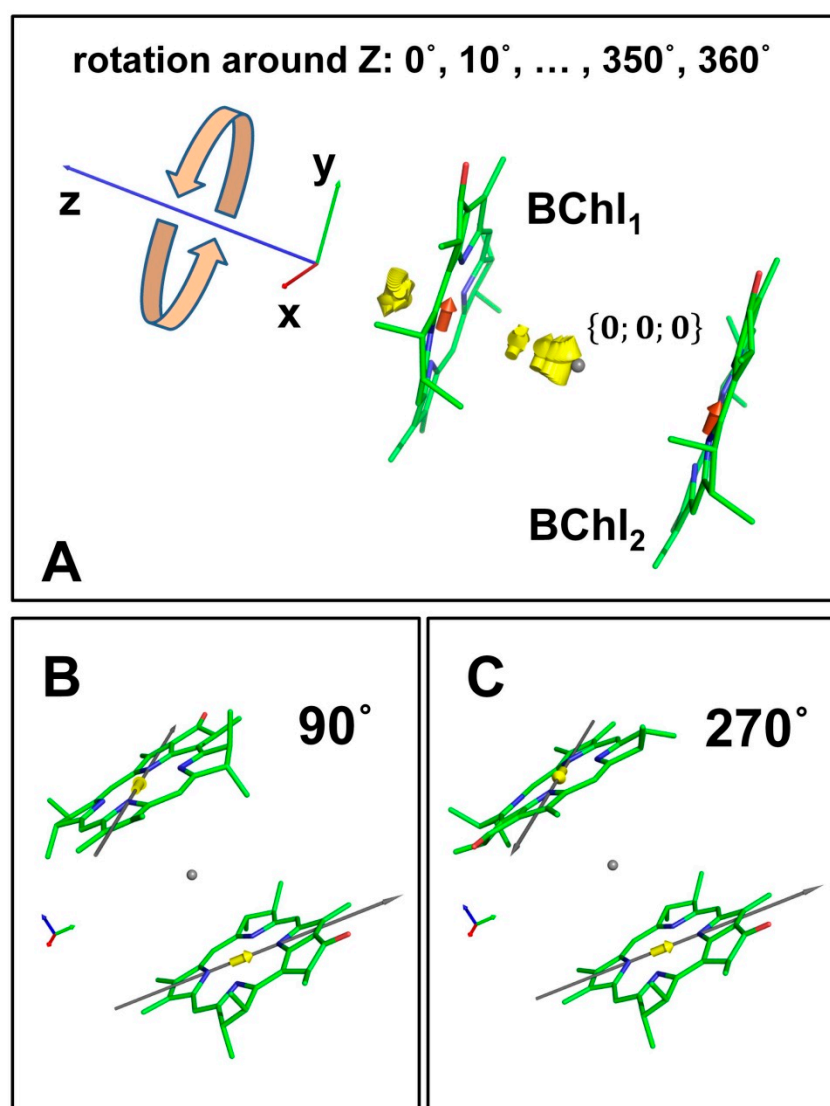 rotation around Z: 0°, 10°, … , 350°, 360°
z
y
x
BChl₁
{0; 0; 0}
BChl₂
A
B
90°
C
270°